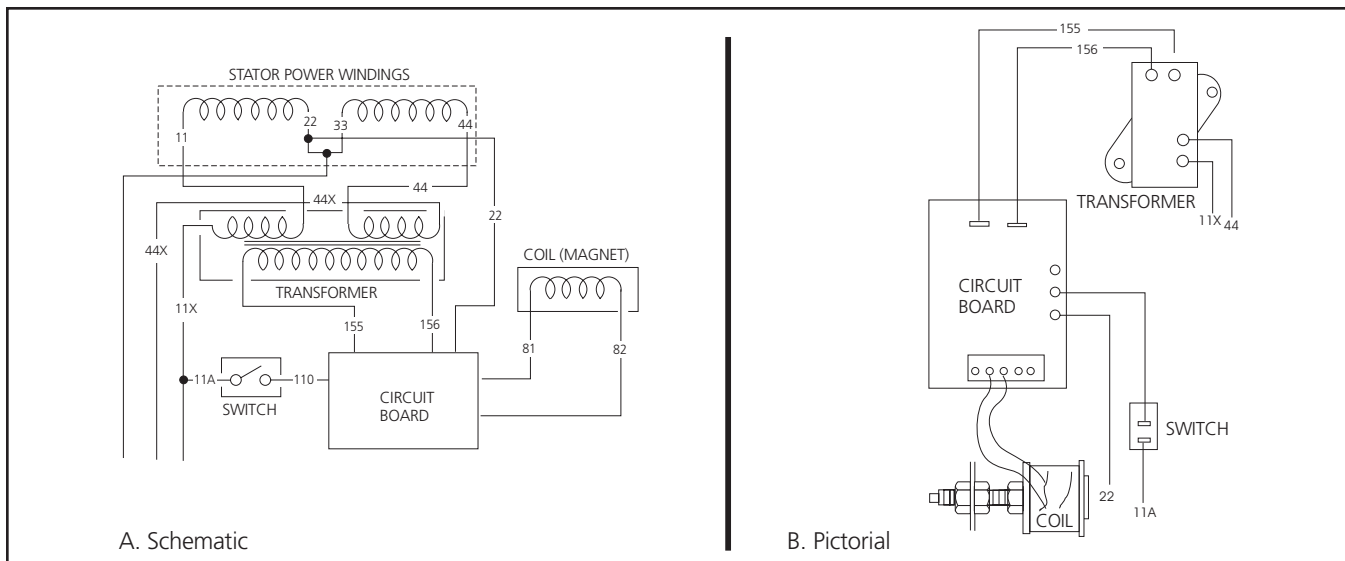 STATOR POWER WINDINGS
11
22
33
44
44X
44
22
44X
11X
TRANSFORMER
COIL (MAGNET)
155
156
81
82
11A
110
SWITCH
CIRCUIT
BOARD
A. Schematic
155
156
TRANSFORMER
11X
44
CIRCUIT
BOARD
SWITCH
22
11A
COIL
B. Pictorial